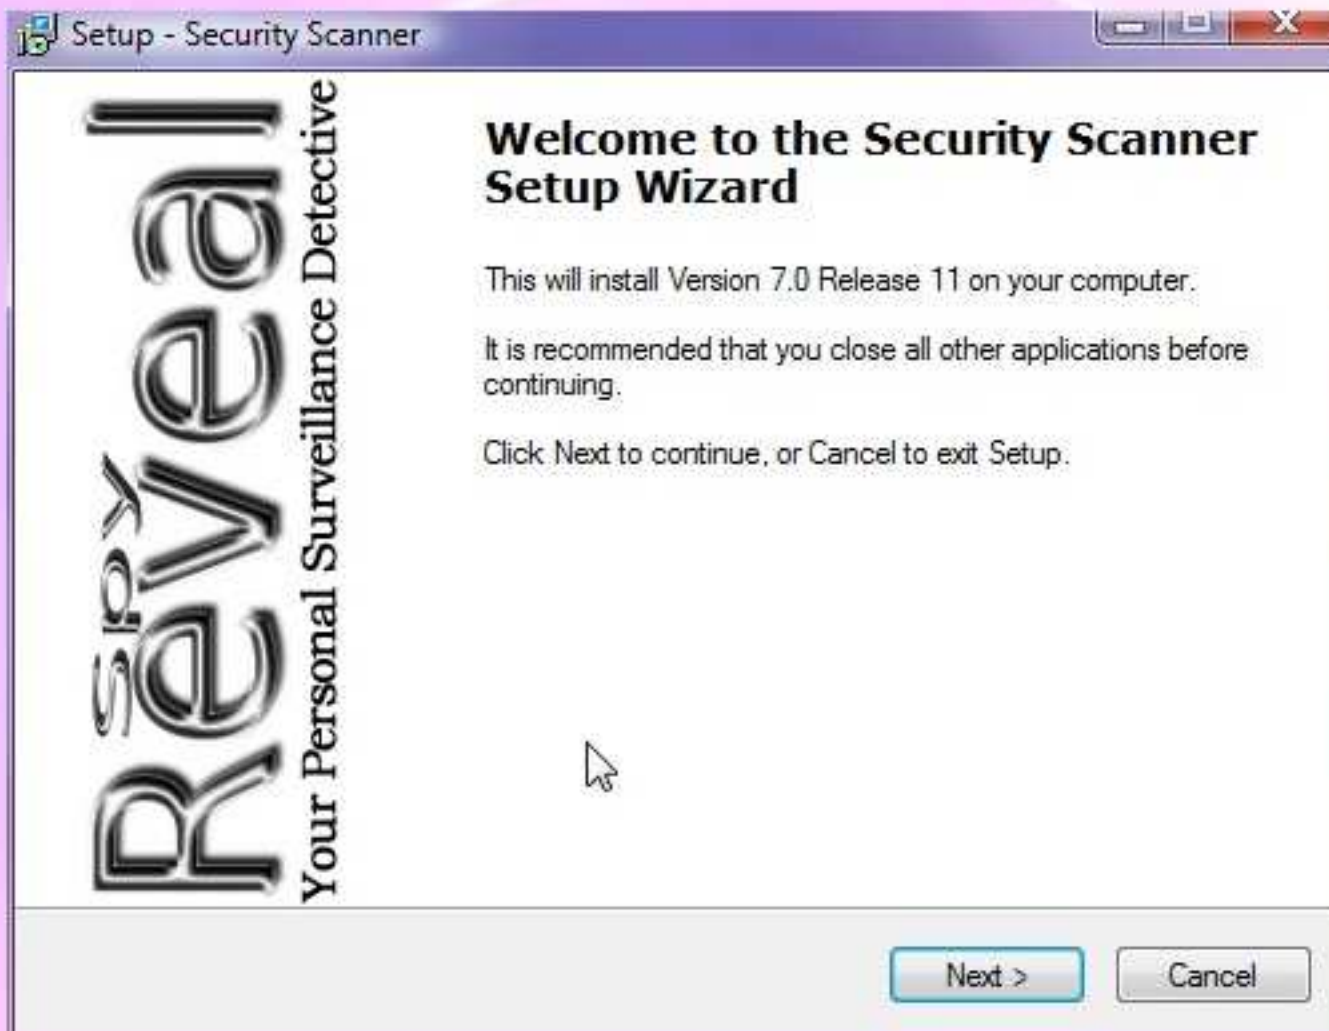 Setup - Security Scanner
Spy
Reveal
Your Personal Surveillance Detective
Welcome to the Security Scanner
Setup Wizard
This will install Version 7.0 Release 11 on your computer.
It is recommended that you close all other applications before
continuing.
Click Next to continue, or Cancel to exit Setup.
Next >
Cancel